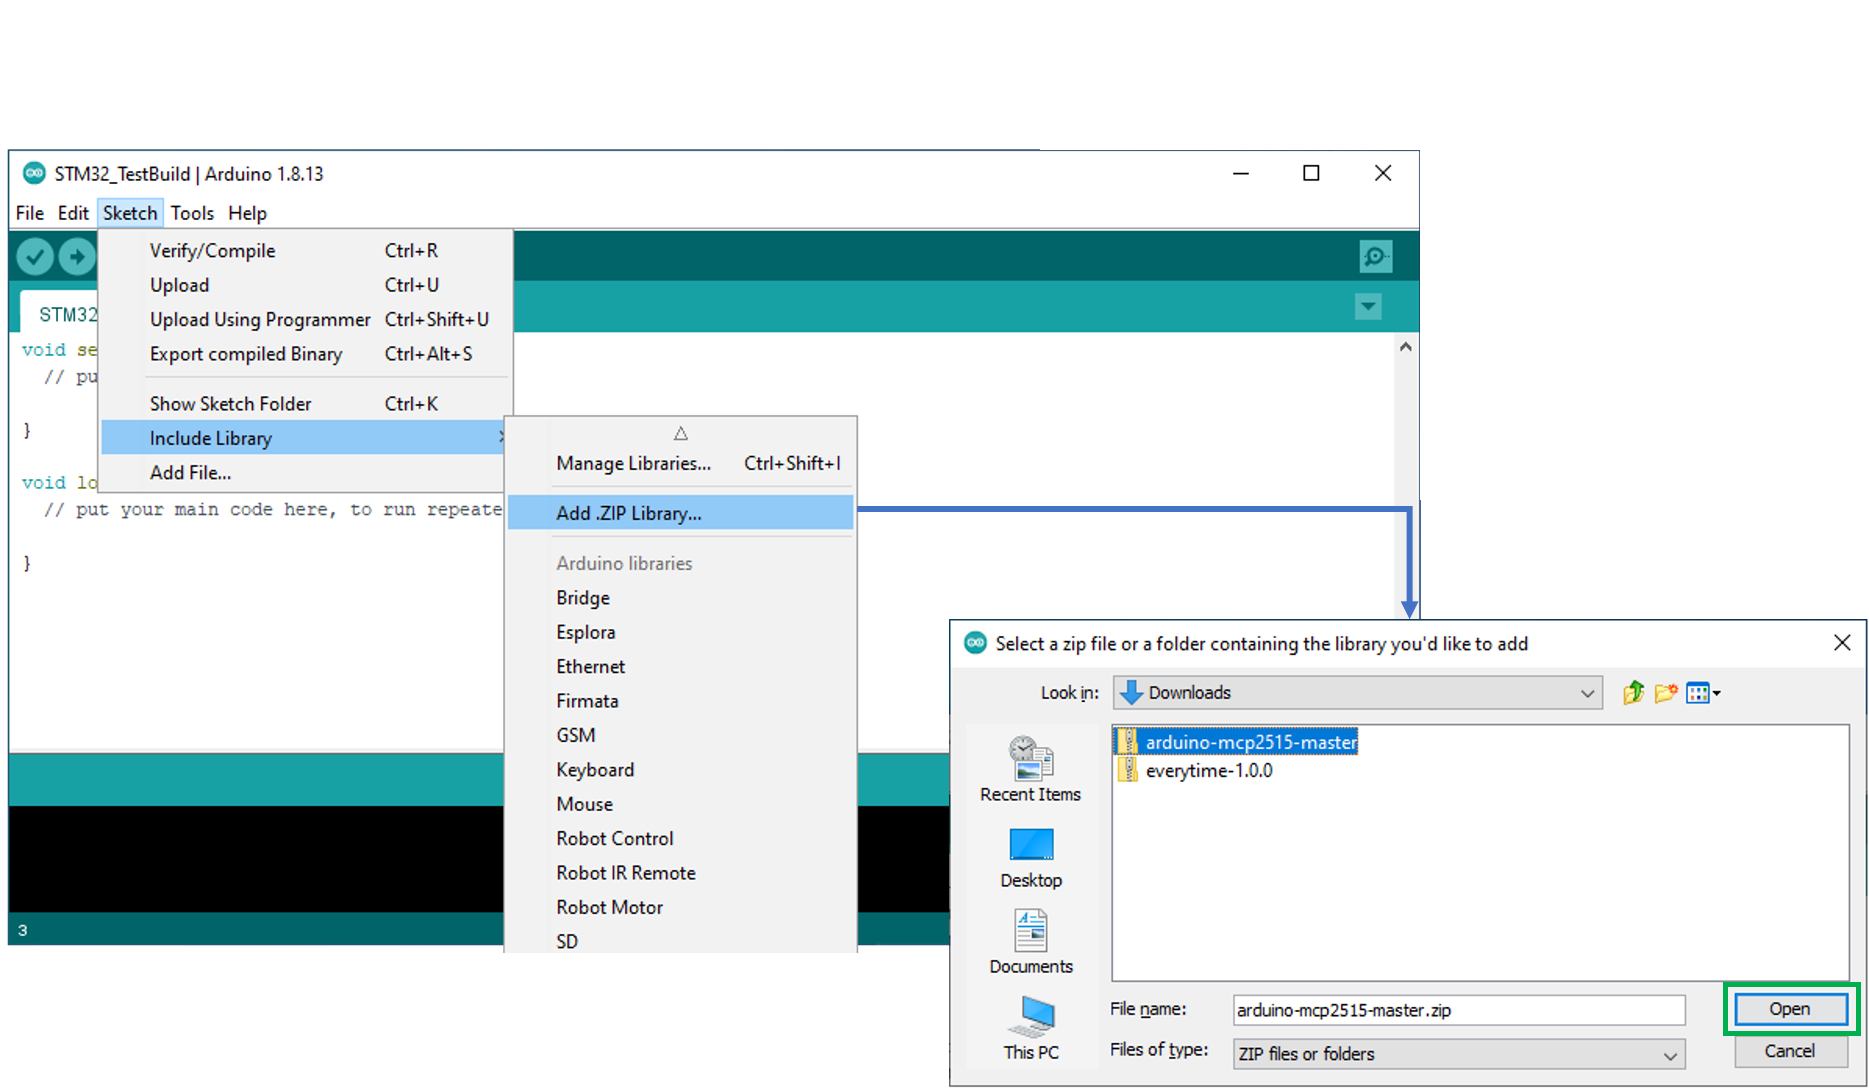 STM32_TestBuild | Arduino 1.8.13
File Edit Sketch Tools Help
Verify/Compile Ctrl+R
Upload Ctrl+U
Upload Using Programmer Ctrl+Shift+U
Export compiled Binary Ctrl+Alt+S
Show Sketch Folder Ctrl+K
Include Library
Add File...
STM32
void se
// pu
}
void lo
// put your main code here, to run repeate
}
3
Manage Libraries... Ctrl+Shift+I
Add .ZIP Library...
Arduino libraries
Bridge
Esplora
Ethernet
Firmata
GSM
Keyboard
Mouse
Robot Control
Robot IR Remote
Robot Motor
SD
Select a zip file or a folder containing the library you'd like to add
Look in: Downloads
arduino-mcp2515-master
everytime-1.0.0
Recent Items
Desktop
Documents
This PC
File name: arduino-mcp2515-master.zip
Open
Files of type: ZIP files or folders
Cancel